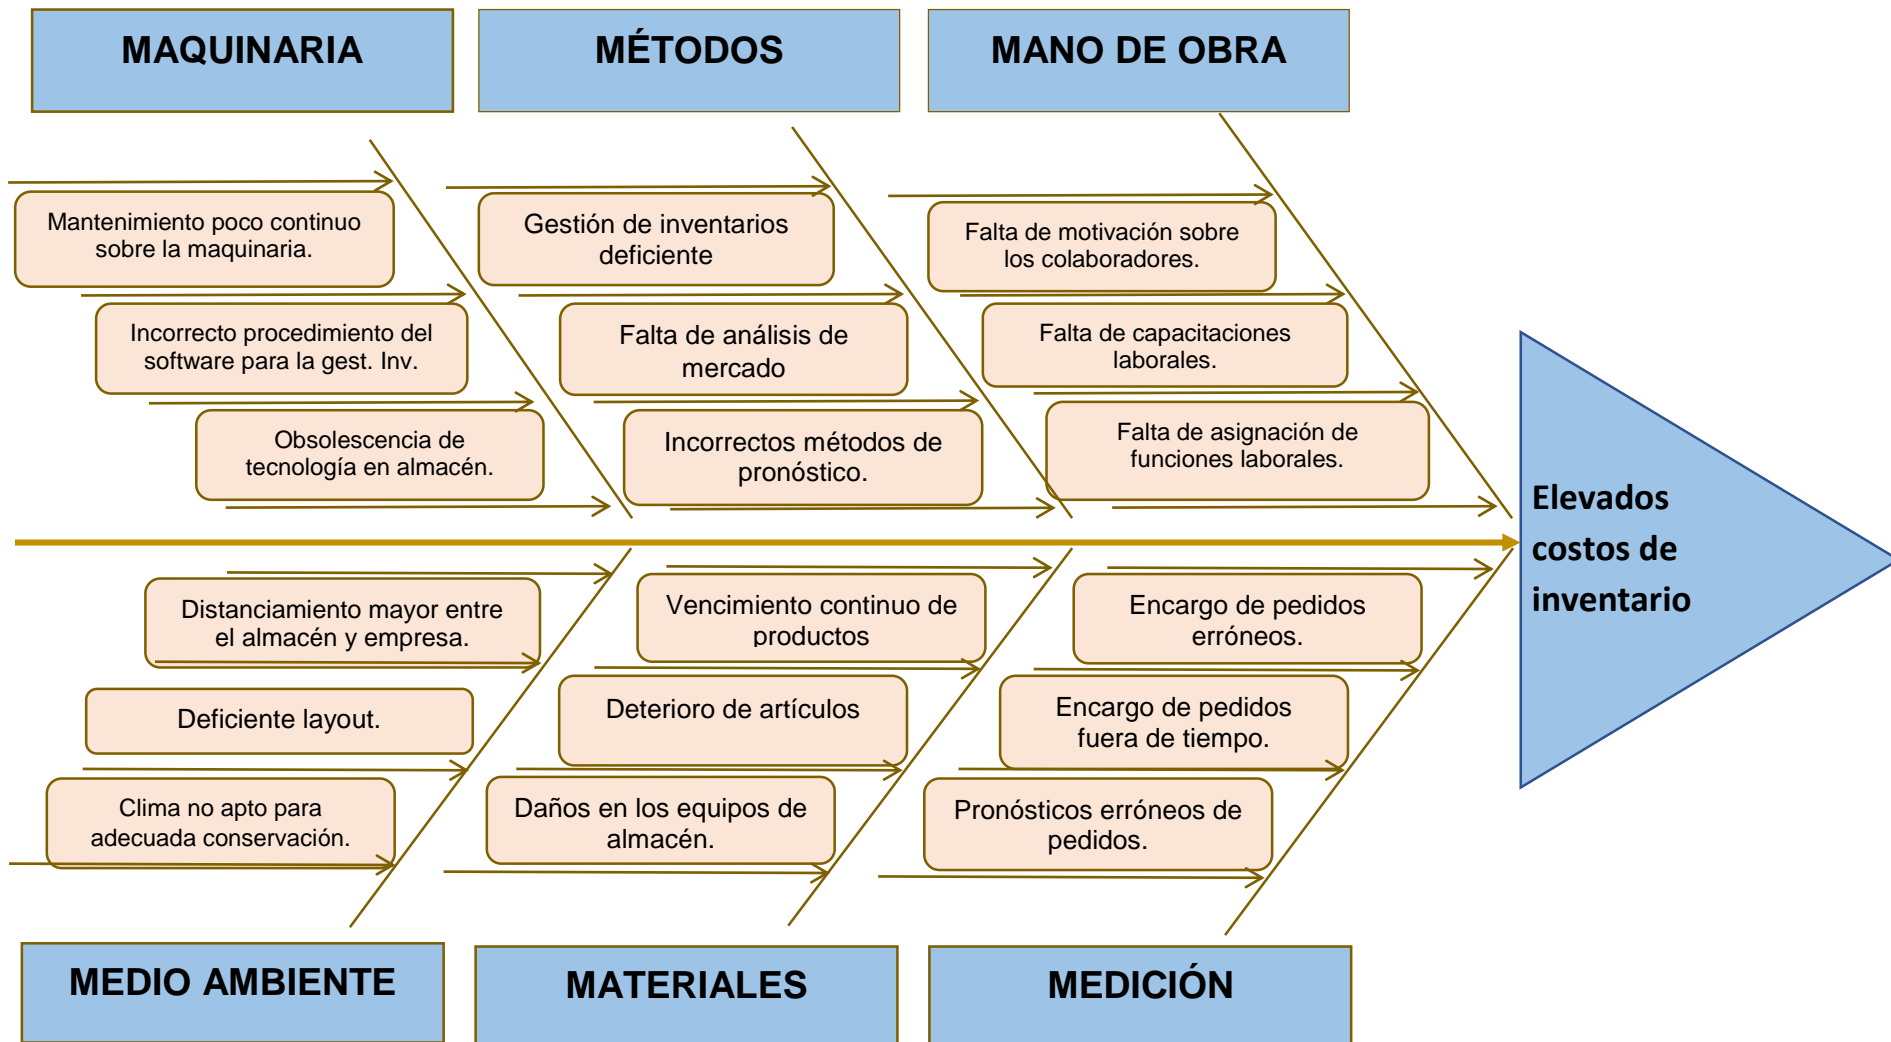 MAQUINARIA
MÉTODOS
MANO DE OBRA
Mantenimiento poco continuo
sobre la maquinaria.
Incorrecto procedimiento del
software para la gest. Inv.
Obsolescencia de
tecnología en almacén.
Gestión de inventarios
deficiente
Falta de análisis de
mercado
Incorrectos métodos de
pronóstico.
Falta de motivación sobre
los colaboradores.
Falta de capacitaciones
laborales.
Falta de asignación de
funciones laborales.
Elevados
costos de
inventario
Distanciamiento mayor entre
el almacén y empresa.
Deficiente layout.
Clima no apto para
adecuada conservación.
Vencimiento continuo de
productos
Deterioro de artículos
Daños en los equipos de
almacén.
Encargo de pedidos
erróneos.
Encargo de pedidos
fuera de tiempo.
Pronósticos erróneos de
pedidos.
MEDIO AMBIENTE
MATERIALES
MEDICIÓN